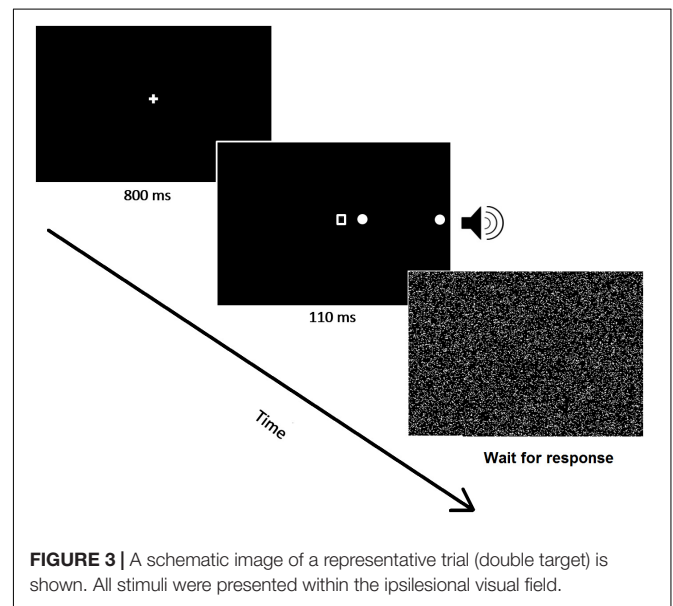 800 ms
110 ms
Time
Wait for response
FIGURE 3 | A schematic image of a representative trial (double target) is
shown. All stimuli were presented within the ipsilesional visual field.